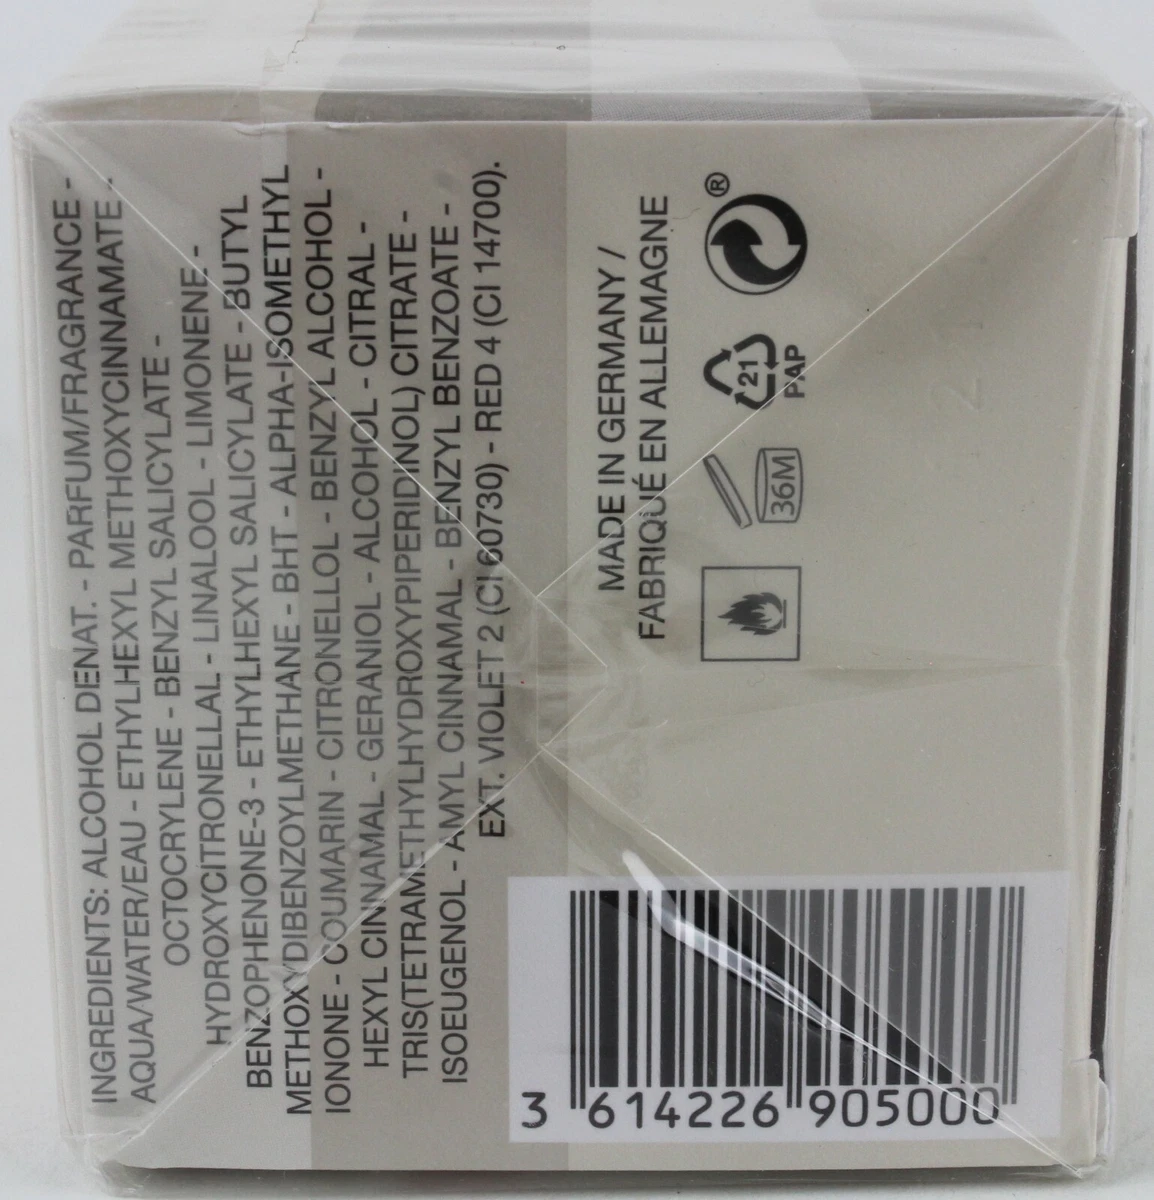 INGREDIENTS: ALCOHOL DENAT. - PARFUM/FRAGRANCE -
AQUA/WATER/EAU - ETHYLHEXYL METHOXYCINNAMATE -
OCTOCRYLENE - BENZYL SALICYLATE -
HYDROXYCITRONELLAL - LINALOOL - LIMONENE -
BENZOPHENONE-3 - ETHYLHEXYL SALICYLATE - BUTYL
METHOXYDIBENZOYLMETHANE - BHT - ALPHA-ISOMETHYL
IONONE - COUMARIN - CITRONELLOL - BENZYL ALCOHOL -
HEXYL CINNAMAL - GERANIOL - ALCOHOL - CITRAL -
TRIS(TETRAMETHYLHYDROXYPIPERIDINOL) CITRATE -
ISOEUGENOL - AMYL CINNAMAL - BENZYL BENZOATE -
EXT. VIOLET 2 (CI 60730) - RED 4 (CI 14700).
MADE IN GERMANY /
FABRIQUÉ EN ALLEMAGNE
®
21
PAP
36M
3 614226 905000